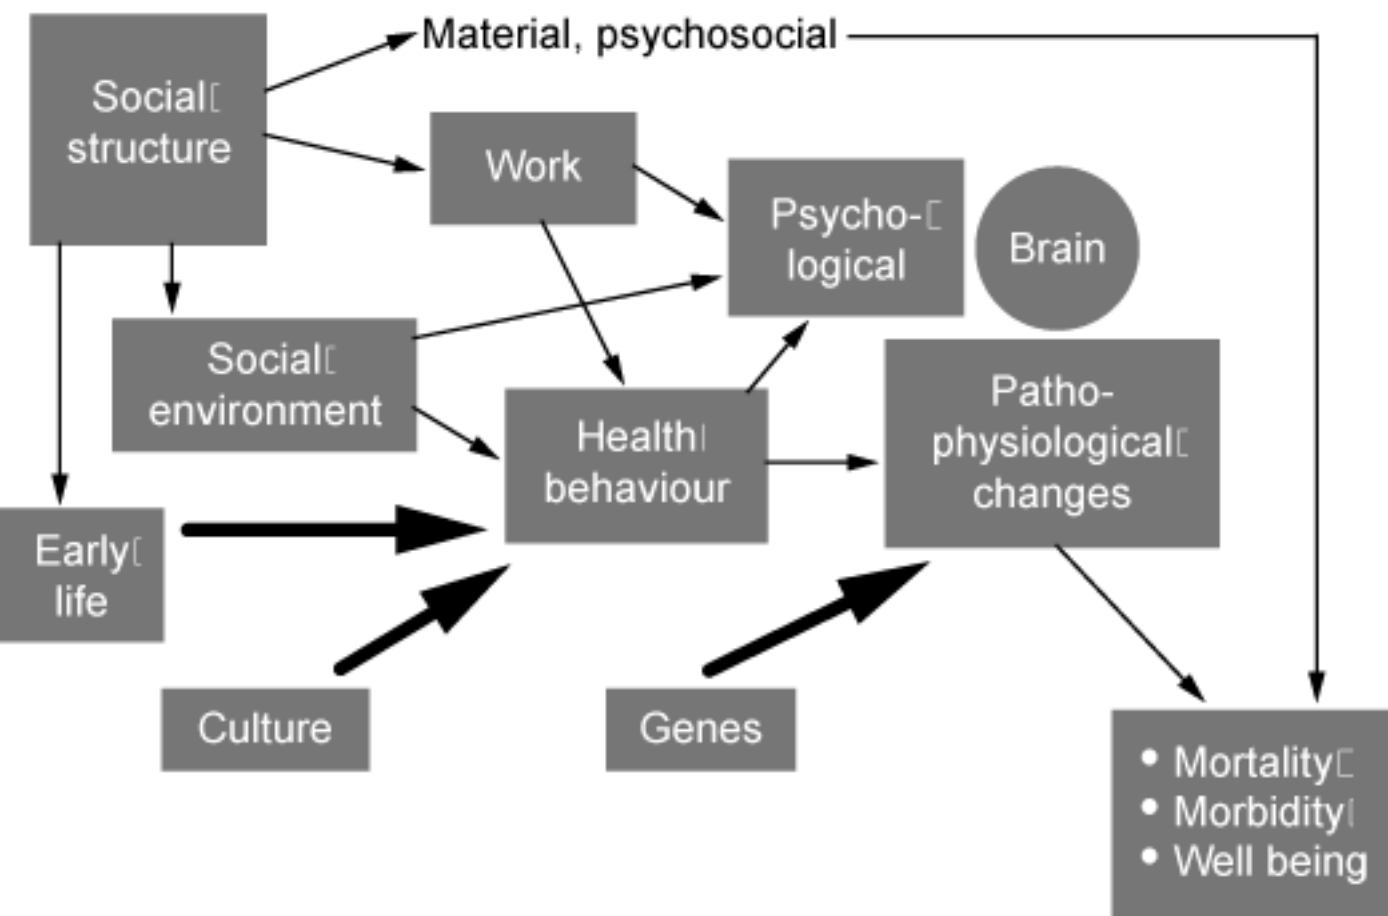 Material, psychosocial
Social
structure
Work
Psycho-
logical
Brain
Social
environment
Patho-
physiological
changes
Health
behaviour
Early
life
Culture
Genes
• Mortality
• Morbidity
• Well being